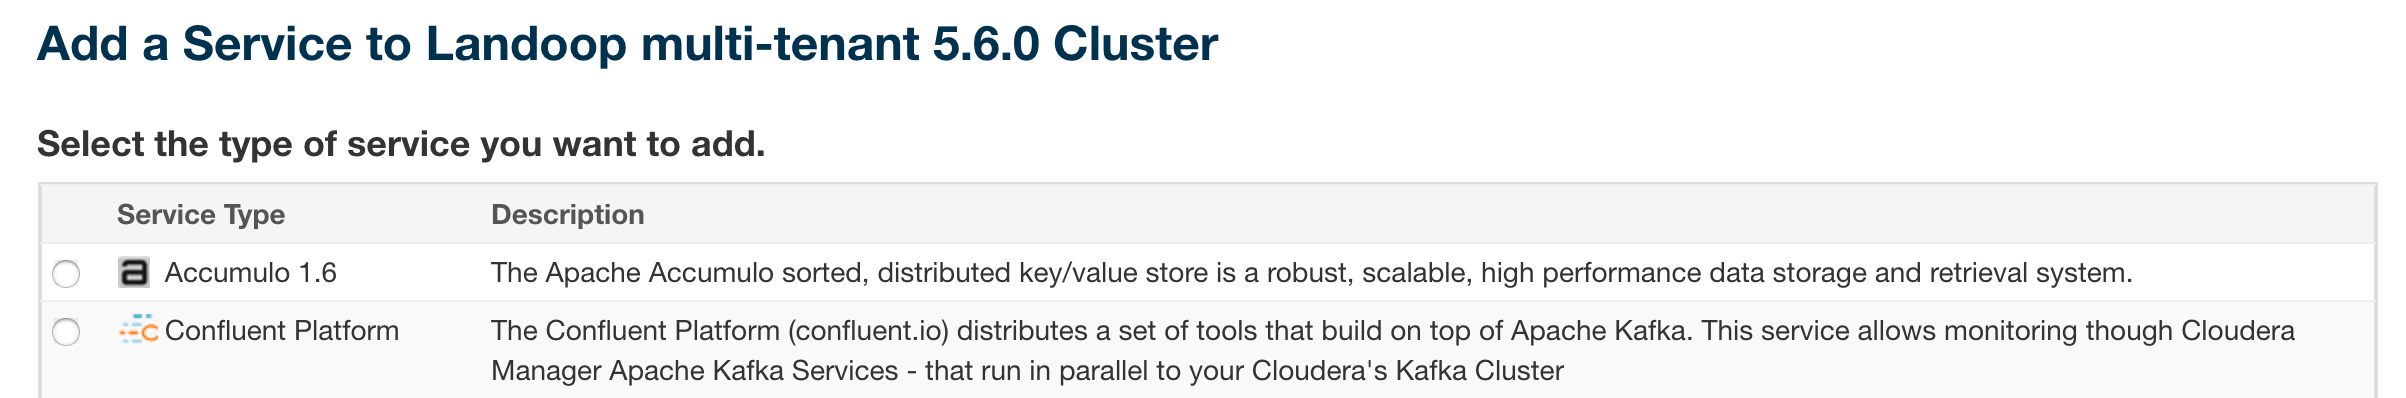 Add a Service to Landoop multi-tenant 5.6.0 Cluster
Select the type of service you want to add.
Service Type Description
Accumulo 1.6 The Apache Accumulo sorted, distributed key/value store is a robust, scalable, high performance data storage and retrieval system.
Confluent Platform The Confluent Platform (confluent.io) distributes a set of tools that build on top of Apache Kafka. This service allows monitoring though Cloudera
Manager Apache Kafka Services - that run in parallel to your Cloudera's Kafka Cluster